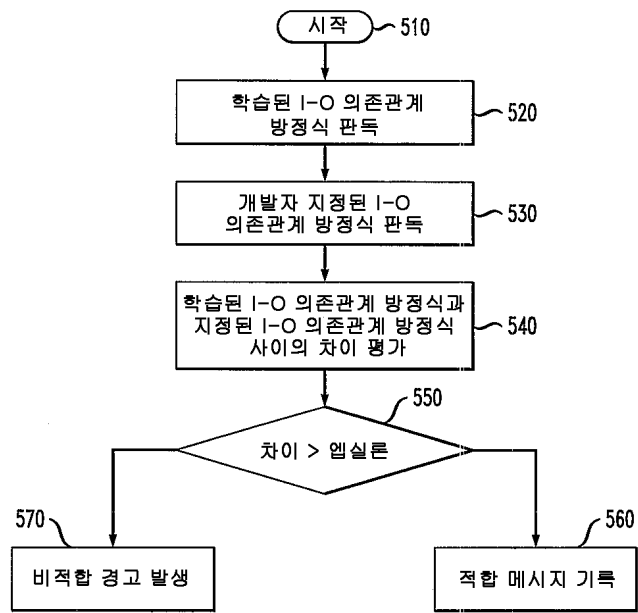 시작
510
학습된 I-O 의존관계
방정식 판독
520
개발자 지정된 I-O
의존관계 방정식 판독
530
학습된 I-O 의존관계 방정식과
지정된 I-O 의존관계 방정식
사이의 차이 평가
540
550
차이 > 엡실론
570
비적합 경고 발생
560
적합 메시지 기록